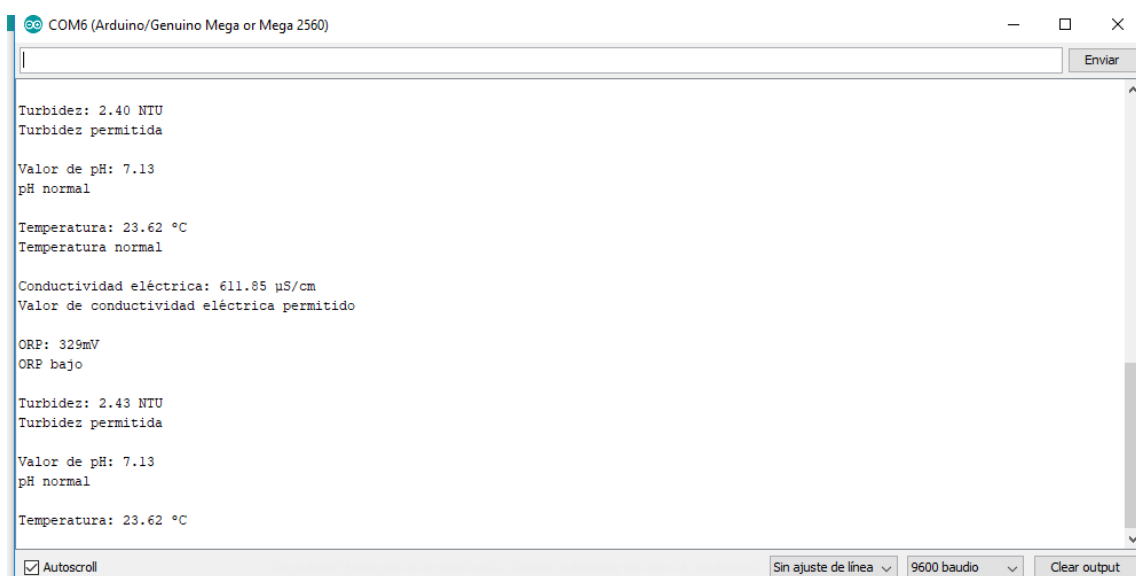 COM6 (Arduino/Genuino Mega or Mega 2560)
Enviar
Turbidez: 2.40 NTU
Turbidez permitida
Valor de pH: 7.13
pH normal
Temperatura: 23.62 °C
Temperatura normal
Conductividad eléctrica: 611.85 µS/cm
Valor de conductividad eléctrica permitido
ORP: 329mV
ORP bajo
Turbidez: 2.43 NTU
Turbidez permitida
Valor de pH: 7.13
pH normal
Temperatura: 23.62 °C
Autoscroll
Sin ajuste de línea
9600 baudio
Clear output